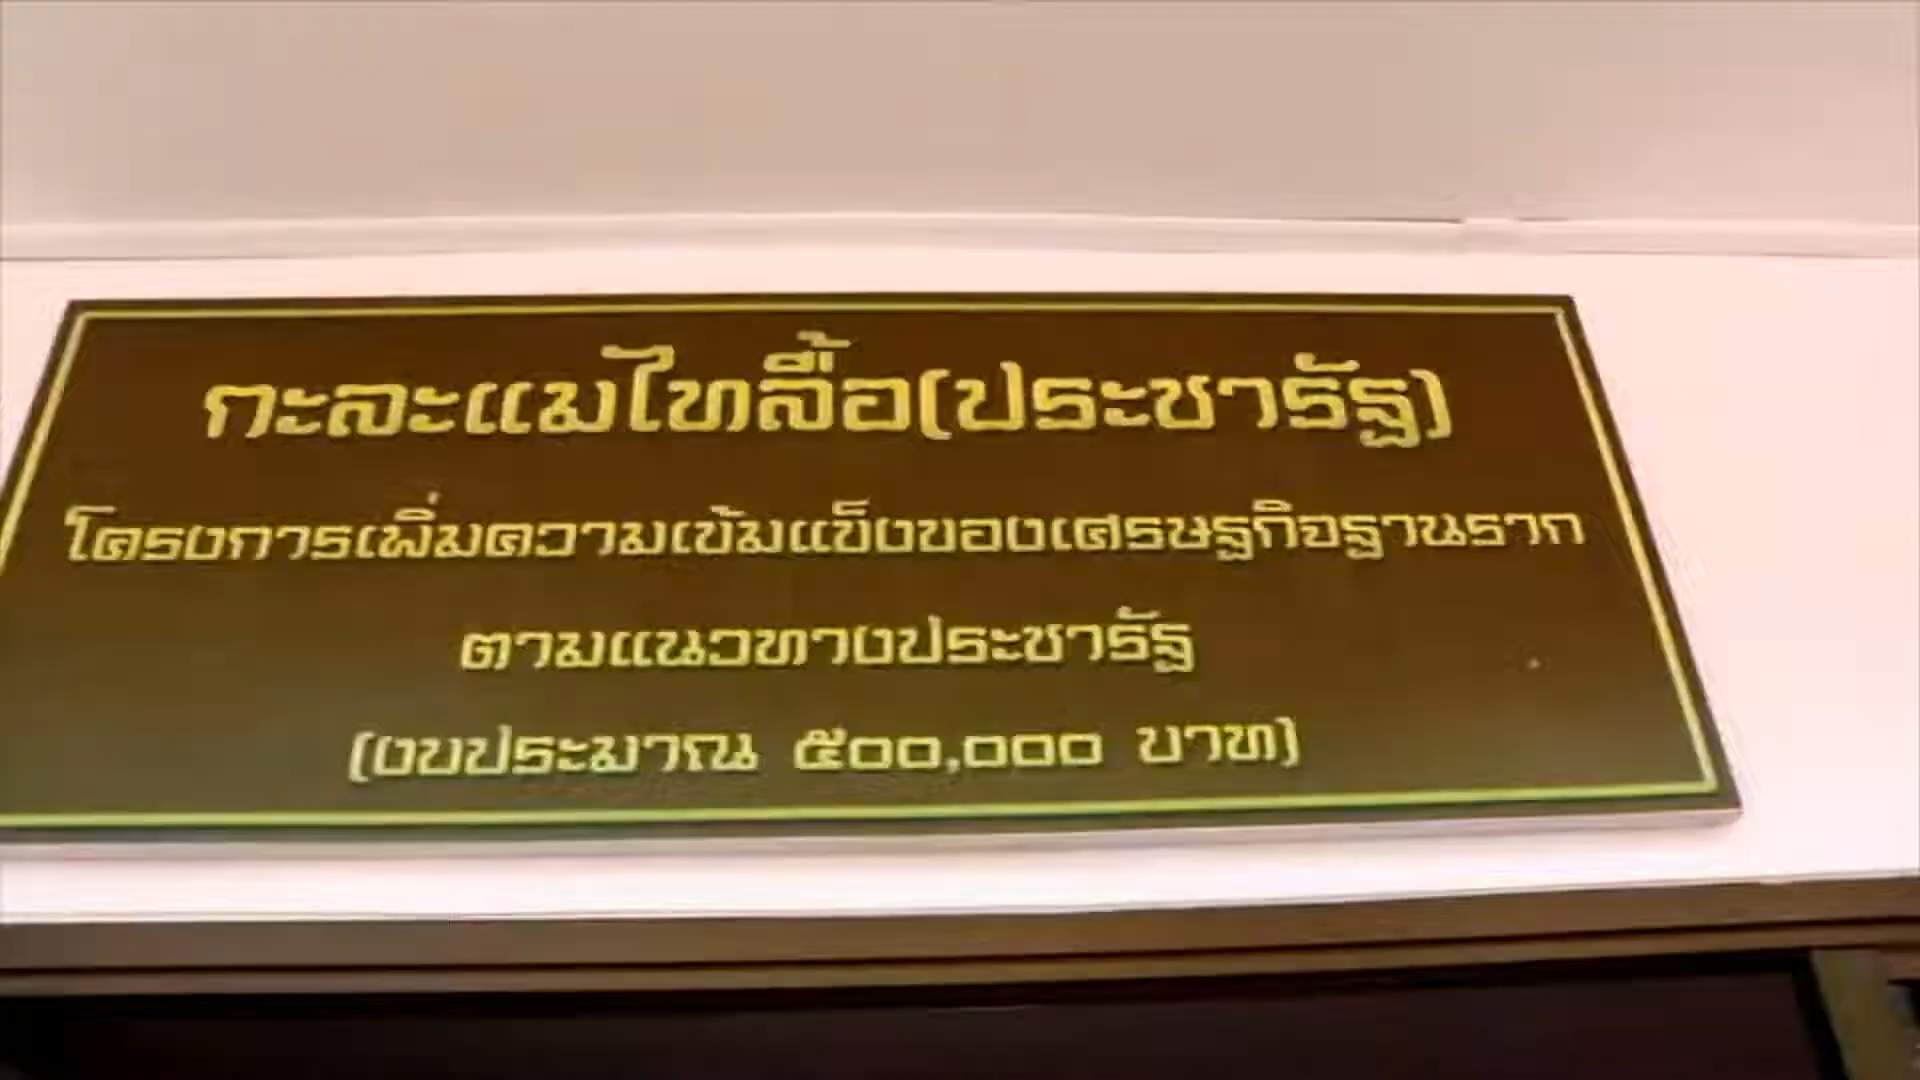 กะละแมไทลื้อ(ประชารัฐ)
โครงการเพิ่มความเข้มแข็งของเศรษฐกิจฐานราก
ตามแนวทางประชารัฐ
(งบประมาณ ๕๐๐,๐๐๐ บาท)